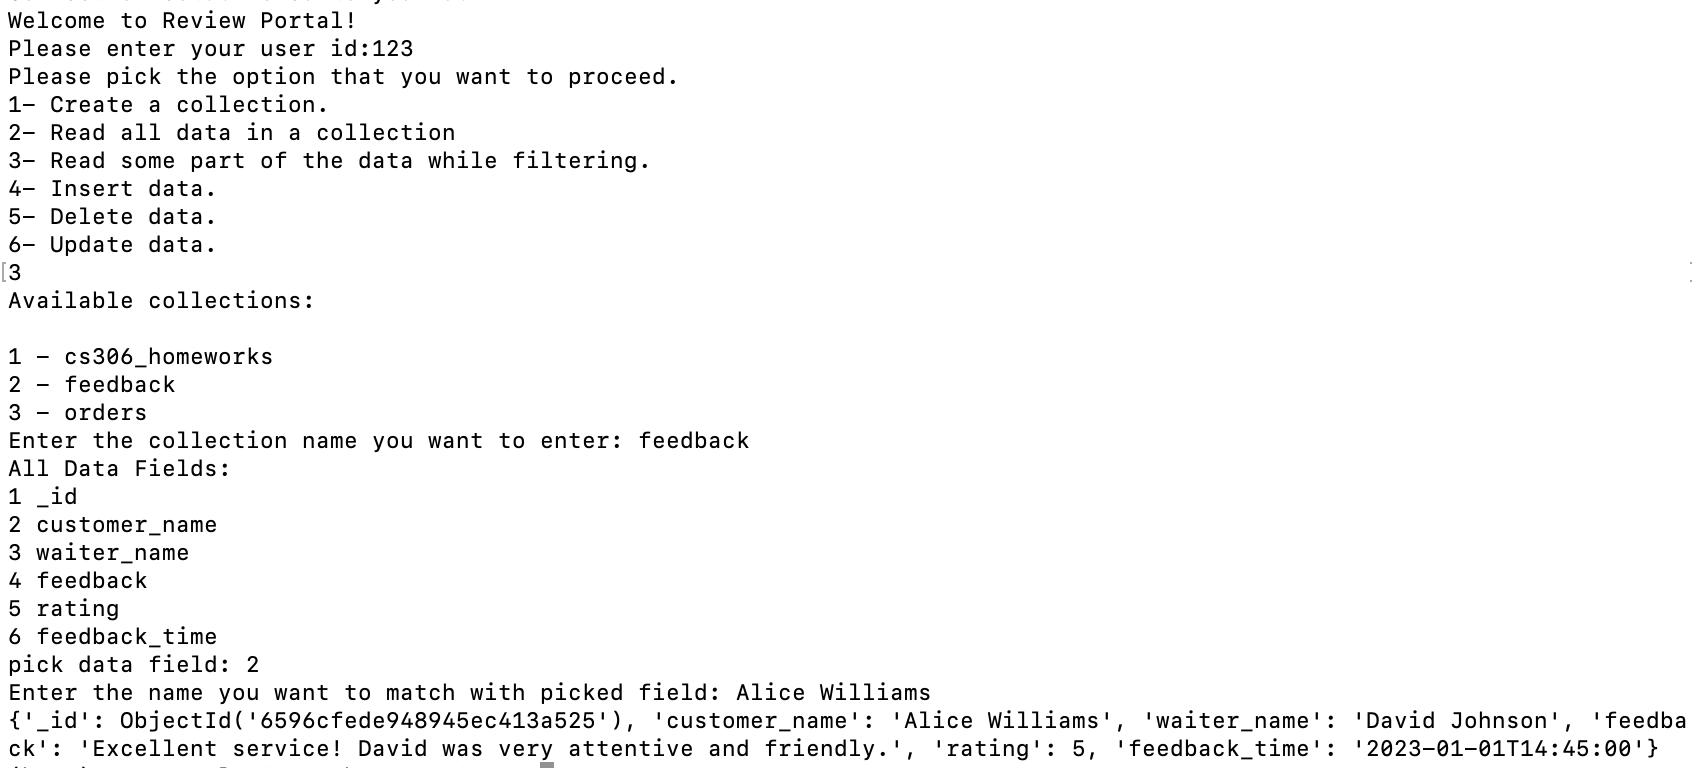 Welcome to Review Portal!
Please enter your user id:123
Please pick the option that you want to proceed.
1- Create a collection.
2- Read all data in a collection
3- Read some part of the data while filtering.
4- Insert data.
5- Delete data.
6- Update data.
[3
Available collections:
1 - cs306_homeworks
2 - feedback
3 - orders
Enter the collection name you want to enter: feedback
All Data Fields:
1 _id
2 customer_name
3 waiter_name
4 feedback
5 rating
6 feedback_time
pick data field: 2
Enter the name you want to match with picked field: Alice Williams
{'_id': ObjectId('6596cfede948945ec413a525'), 'customer_name': 'Alice Williams', 'waiter_name': 'David Johnson', 'feedba
ck': 'Excellent service! David was very attentive and friendly.', 'rating': 5, 'feedback_time': '2023-01-01T14:45:00'}